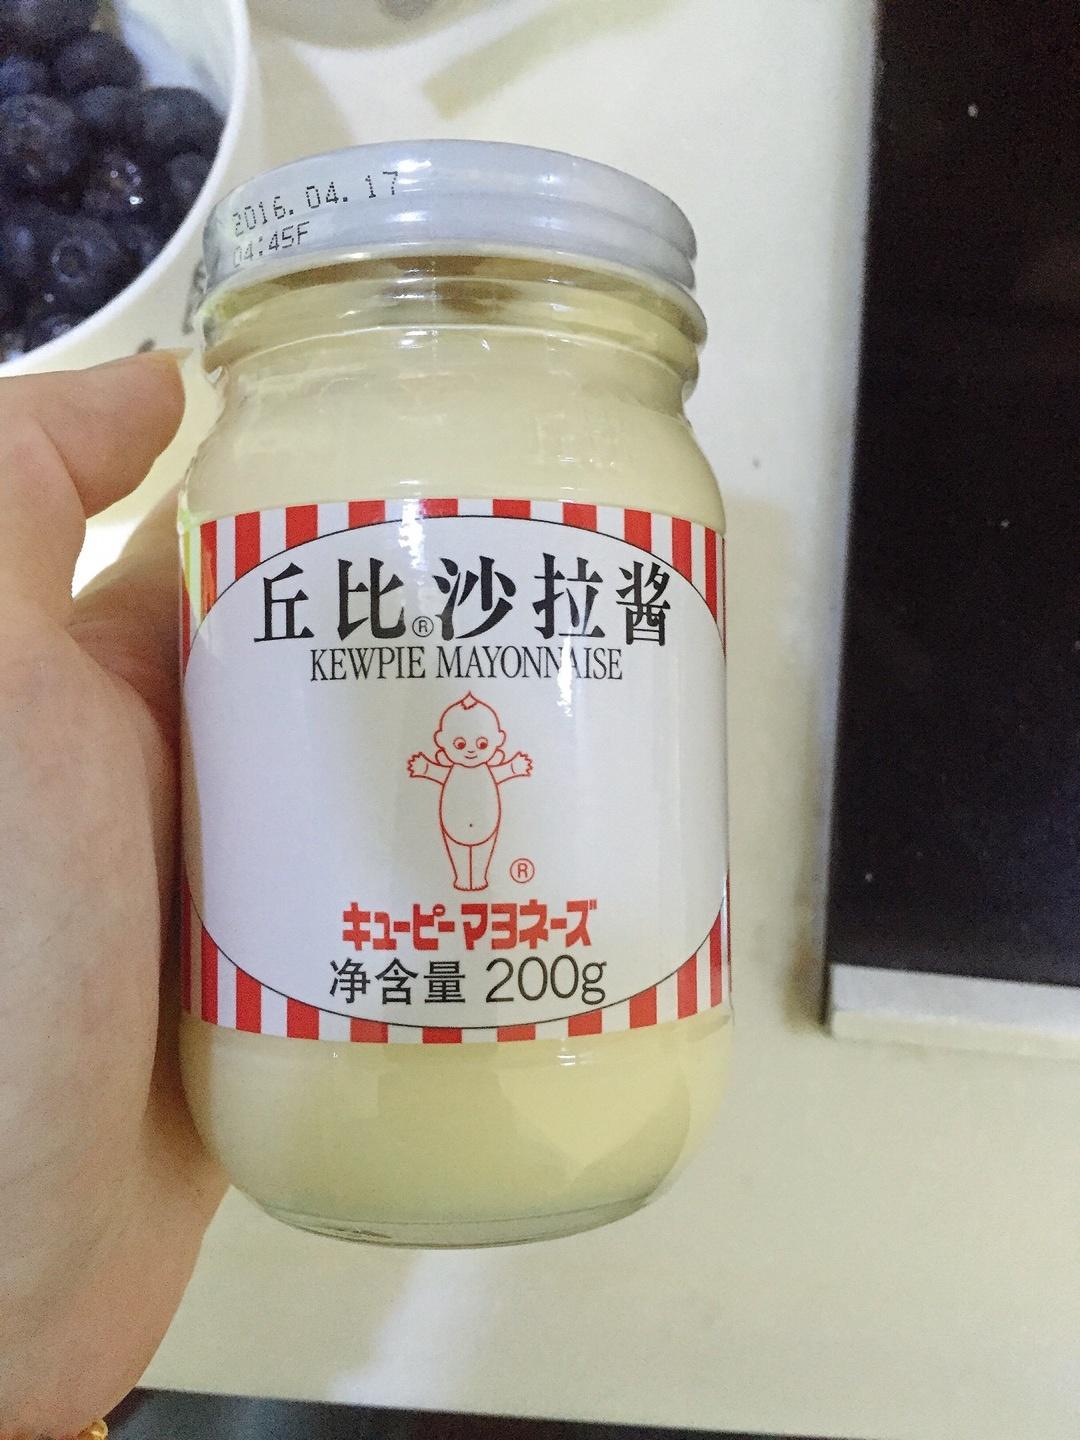 2016.04.17
04:45F
丘比®沙拉酱
KEWPIE MAYONNAISE
®
キューピーマヨネーズ
净含量 200g